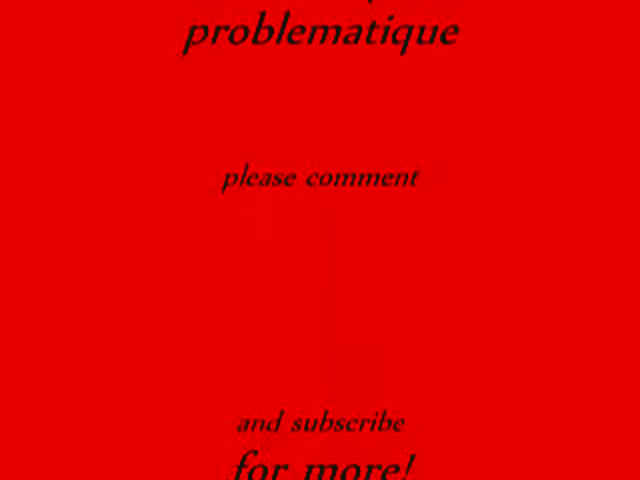 problematique
please comment
and subscribe
for more!